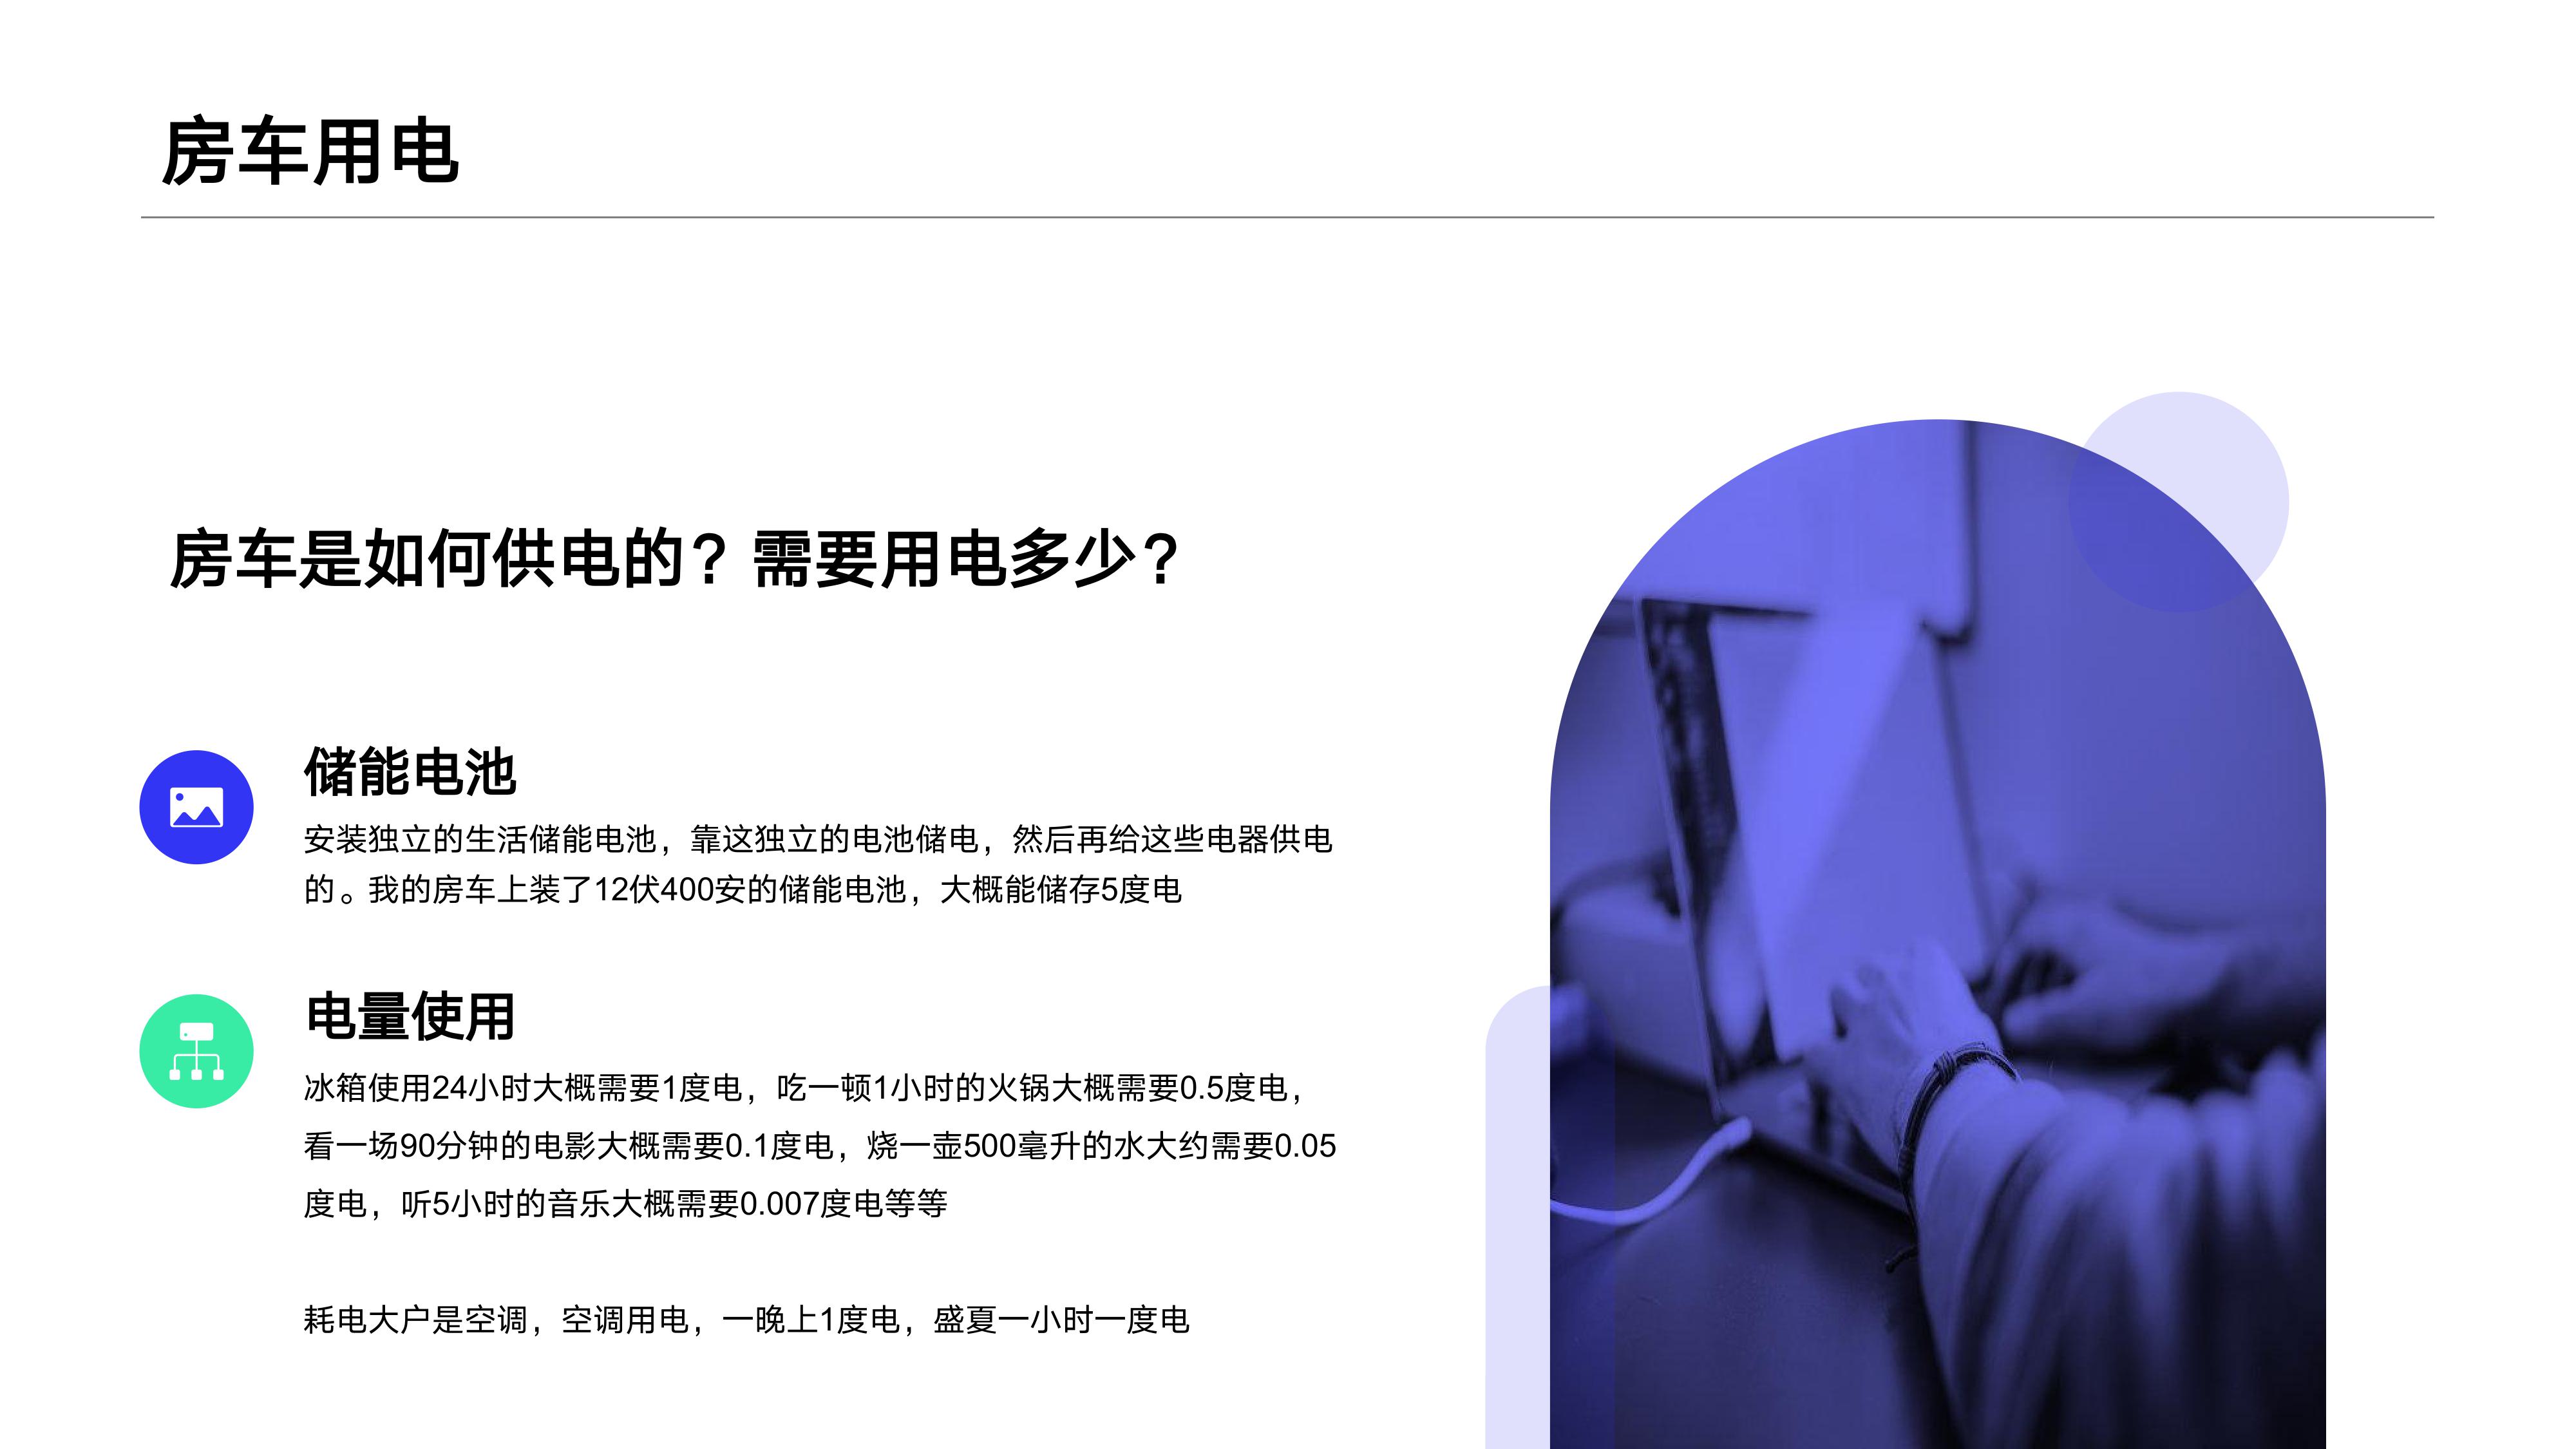 房车用电
房车是如何供电的？需要用电多少？
储能电池
安装独立的生活储能电池，靠这独立的电池储电，然后再给这些电器供电
的。我的房车上装了12伏400安的储能电池，大概能储存5度电
电量使用
冰箱使用24小时大概需要1度电，吃一顿1小时的火锅大概需要0.5度电，
看一场90分钟的电影大概需要0.1度电，烧一壶500毫升的水大约需要0.05
度电，听5小时的音乐大概需要0.007度电等等
耗电大户是空调，空调用电，一晚上1度电，盛夏一小时一度电